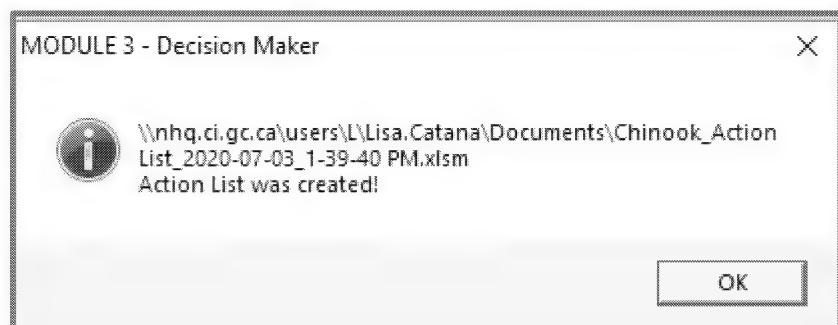 MODULE 3 - Decision Maker
\\nhq.ci.gc.ca\users\L\Lisa.Catana\Documents\Chinook_Action
List_2020-07-03_1-39-40 PM.xlsm
Action List was created!
OK